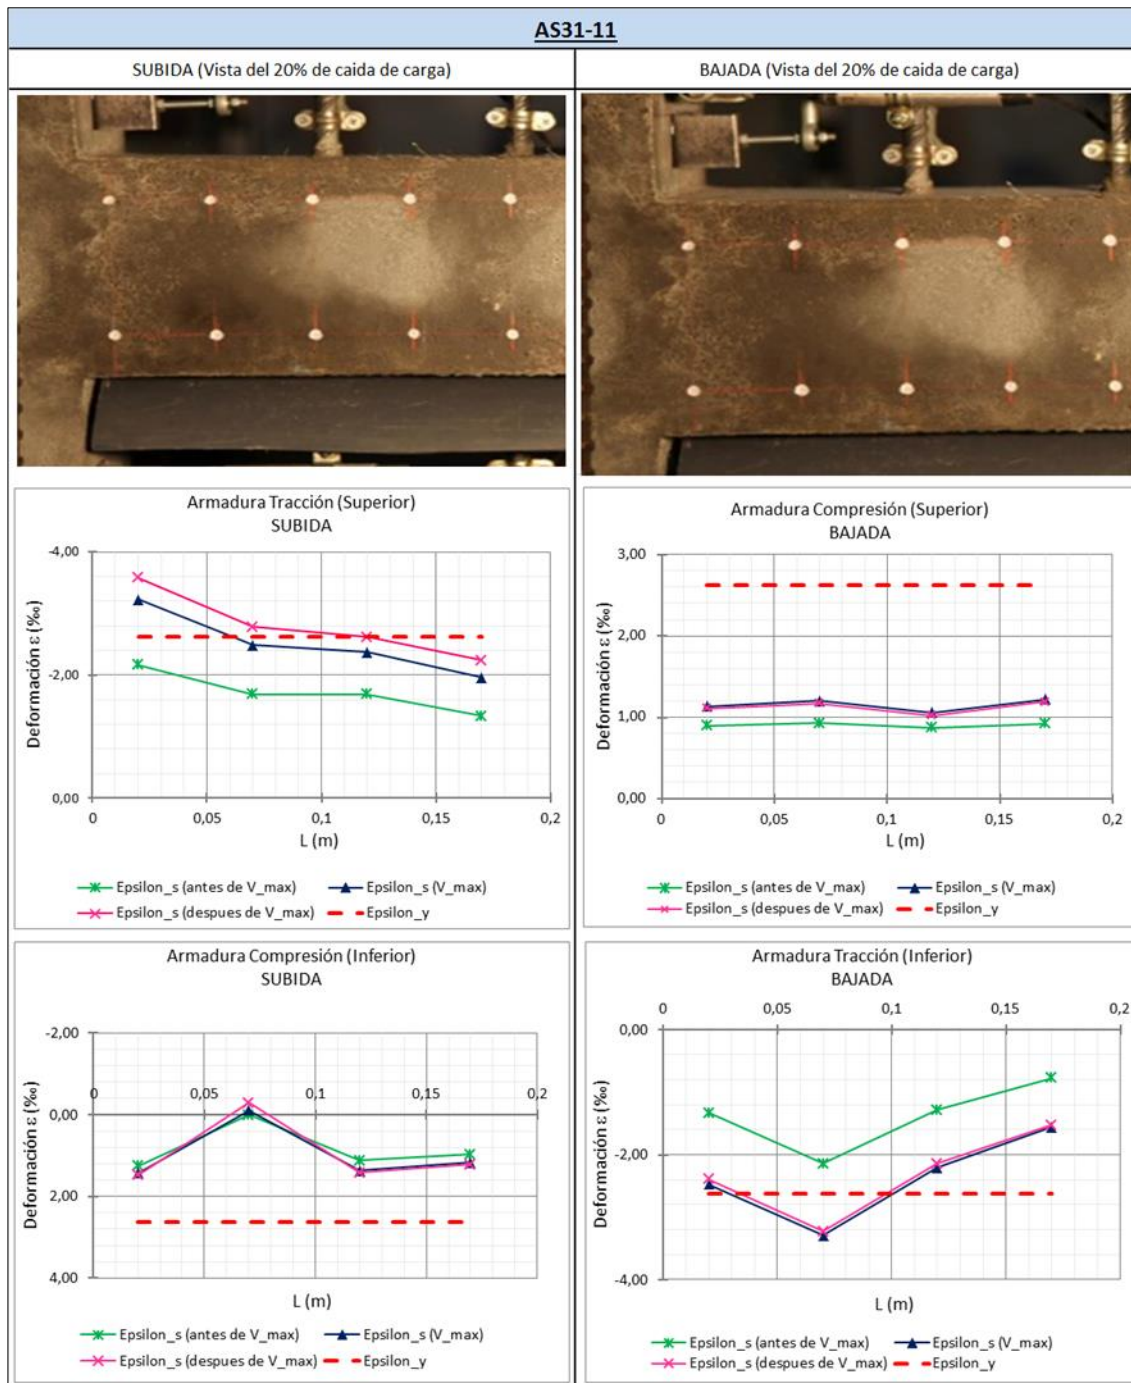 AS31-11
SUBIDA (Vista del 20% de caida de carga)
BAJADA (Vista del 20% de caida de carga)
Armadura Tracción (Superior)
SUBIDA
-4,00
-2,00
0,00
0
0,05
0,1
0,15
0,2
Deformación ε (‰)
L (m)
Epsilon_s (antes de V_max)
Epsilon_s (V_max)
Epsilon_s (despues de V_max)
Epsilon_y
Armadura Compresión (Superior)
BAJADA
3,00
2,00
1,00
0,00
0
0,05
0,1
0,15
0,2
Deformación ε (‰)
L (m)
Epsilon_s (antes de V_max)
Epsilon_s (V_max)
Epsilon_s (despues de V_max)
Epsilon_y
Armadura Compresión (Inferior)
SUBIDA
-2,00
0,00
2,00
4,00
0
0,05
0,1
0,15
0,2
Deformación ε (‰)
L (m)
Epsilon_s (antes de V_max)
Epsilon_s (V_max)
Epsilon_s (despues de V_max)
Epsilon_y
Armadura Tracción (Inferior)
BAJADA
0
0,05
0,1
0,15
0,2
0,00
-2,00
-4,00
Deformación ε (‰)
L (m)
Epsilon_s (antes de V_max)
Epsilon_s (V_max)
Epsilon_s (despues de V_max)
Epsilon_y